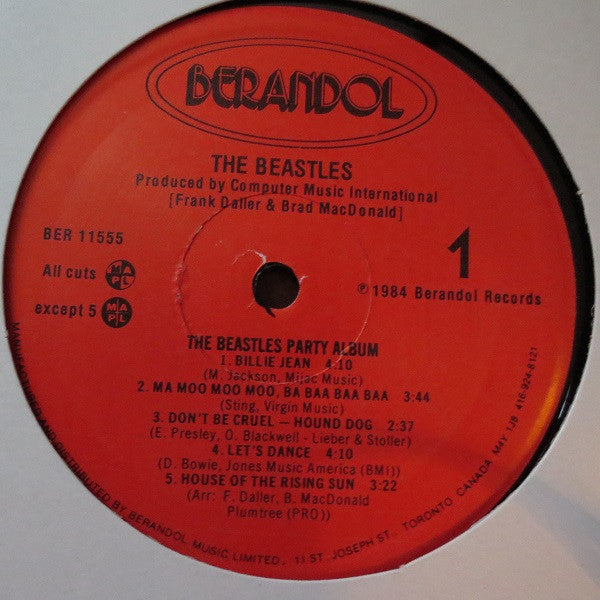 BERANDOL
THE BEASTLES
Produced by Computer Music International
[Frank Daller & Brad MacDonald]
BER 11555
1
All cuts MAPL
℗ 1984 Berandol Records
except 5 MAPL
THE BEASTLES PARTY ALBUM
1. BILLIE JEAN 4:10
(M. Jackson, Mijac Music)
2. MA MOO MOO MOO, BA BAA BAA BAA 3:44
(Sting, Virgin Music)
3. DON'T BE CRUEL — HOUND DOG 2:37
(E. Presley, O. Blackwell - Lieber & Stoller)
4. LET'S DANCE 4:10
(D. Bowie, Jones Music America (BMI))
5. HOUSE OF THE RISING SUN 3:22
(Arr: F. Daller, B. MacDonald
Plumtree (PRO))
MANUFACTURED AND DISTRIBUTED BY BERANDOL MUSIC LIMITED, 11 ST. JOSEPH ST., TORONTO CANADA M4Y 1J8 416-924-8121